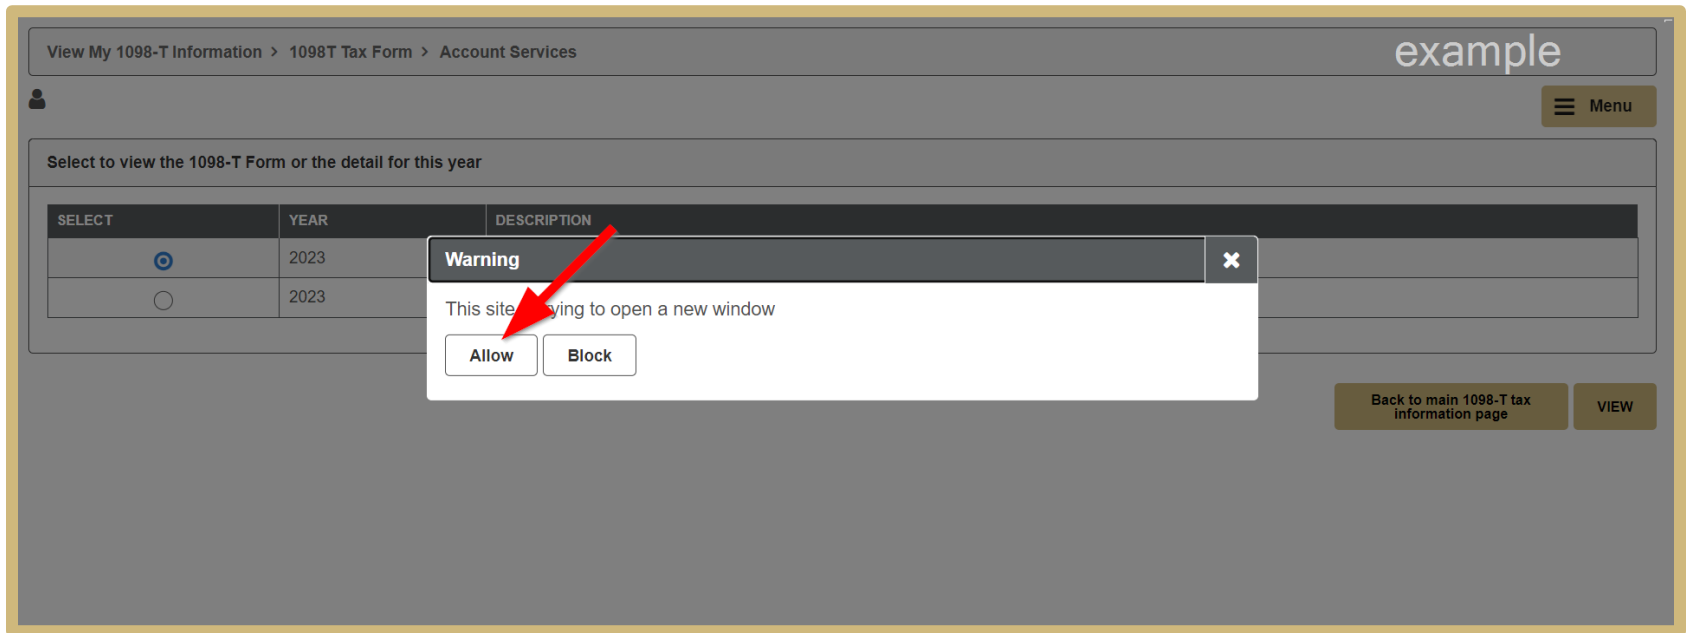 View My 1098-T Information > 1098T Tax Form > Account Services
example
Menu
Select to view the 1098-T Form or the detail for this year
SELECT YEAR DESCRIPTION
2023
2023
Warning
This site ying to open a new window
Allow Block
Back to main 1098-T tax
information page
VIEW